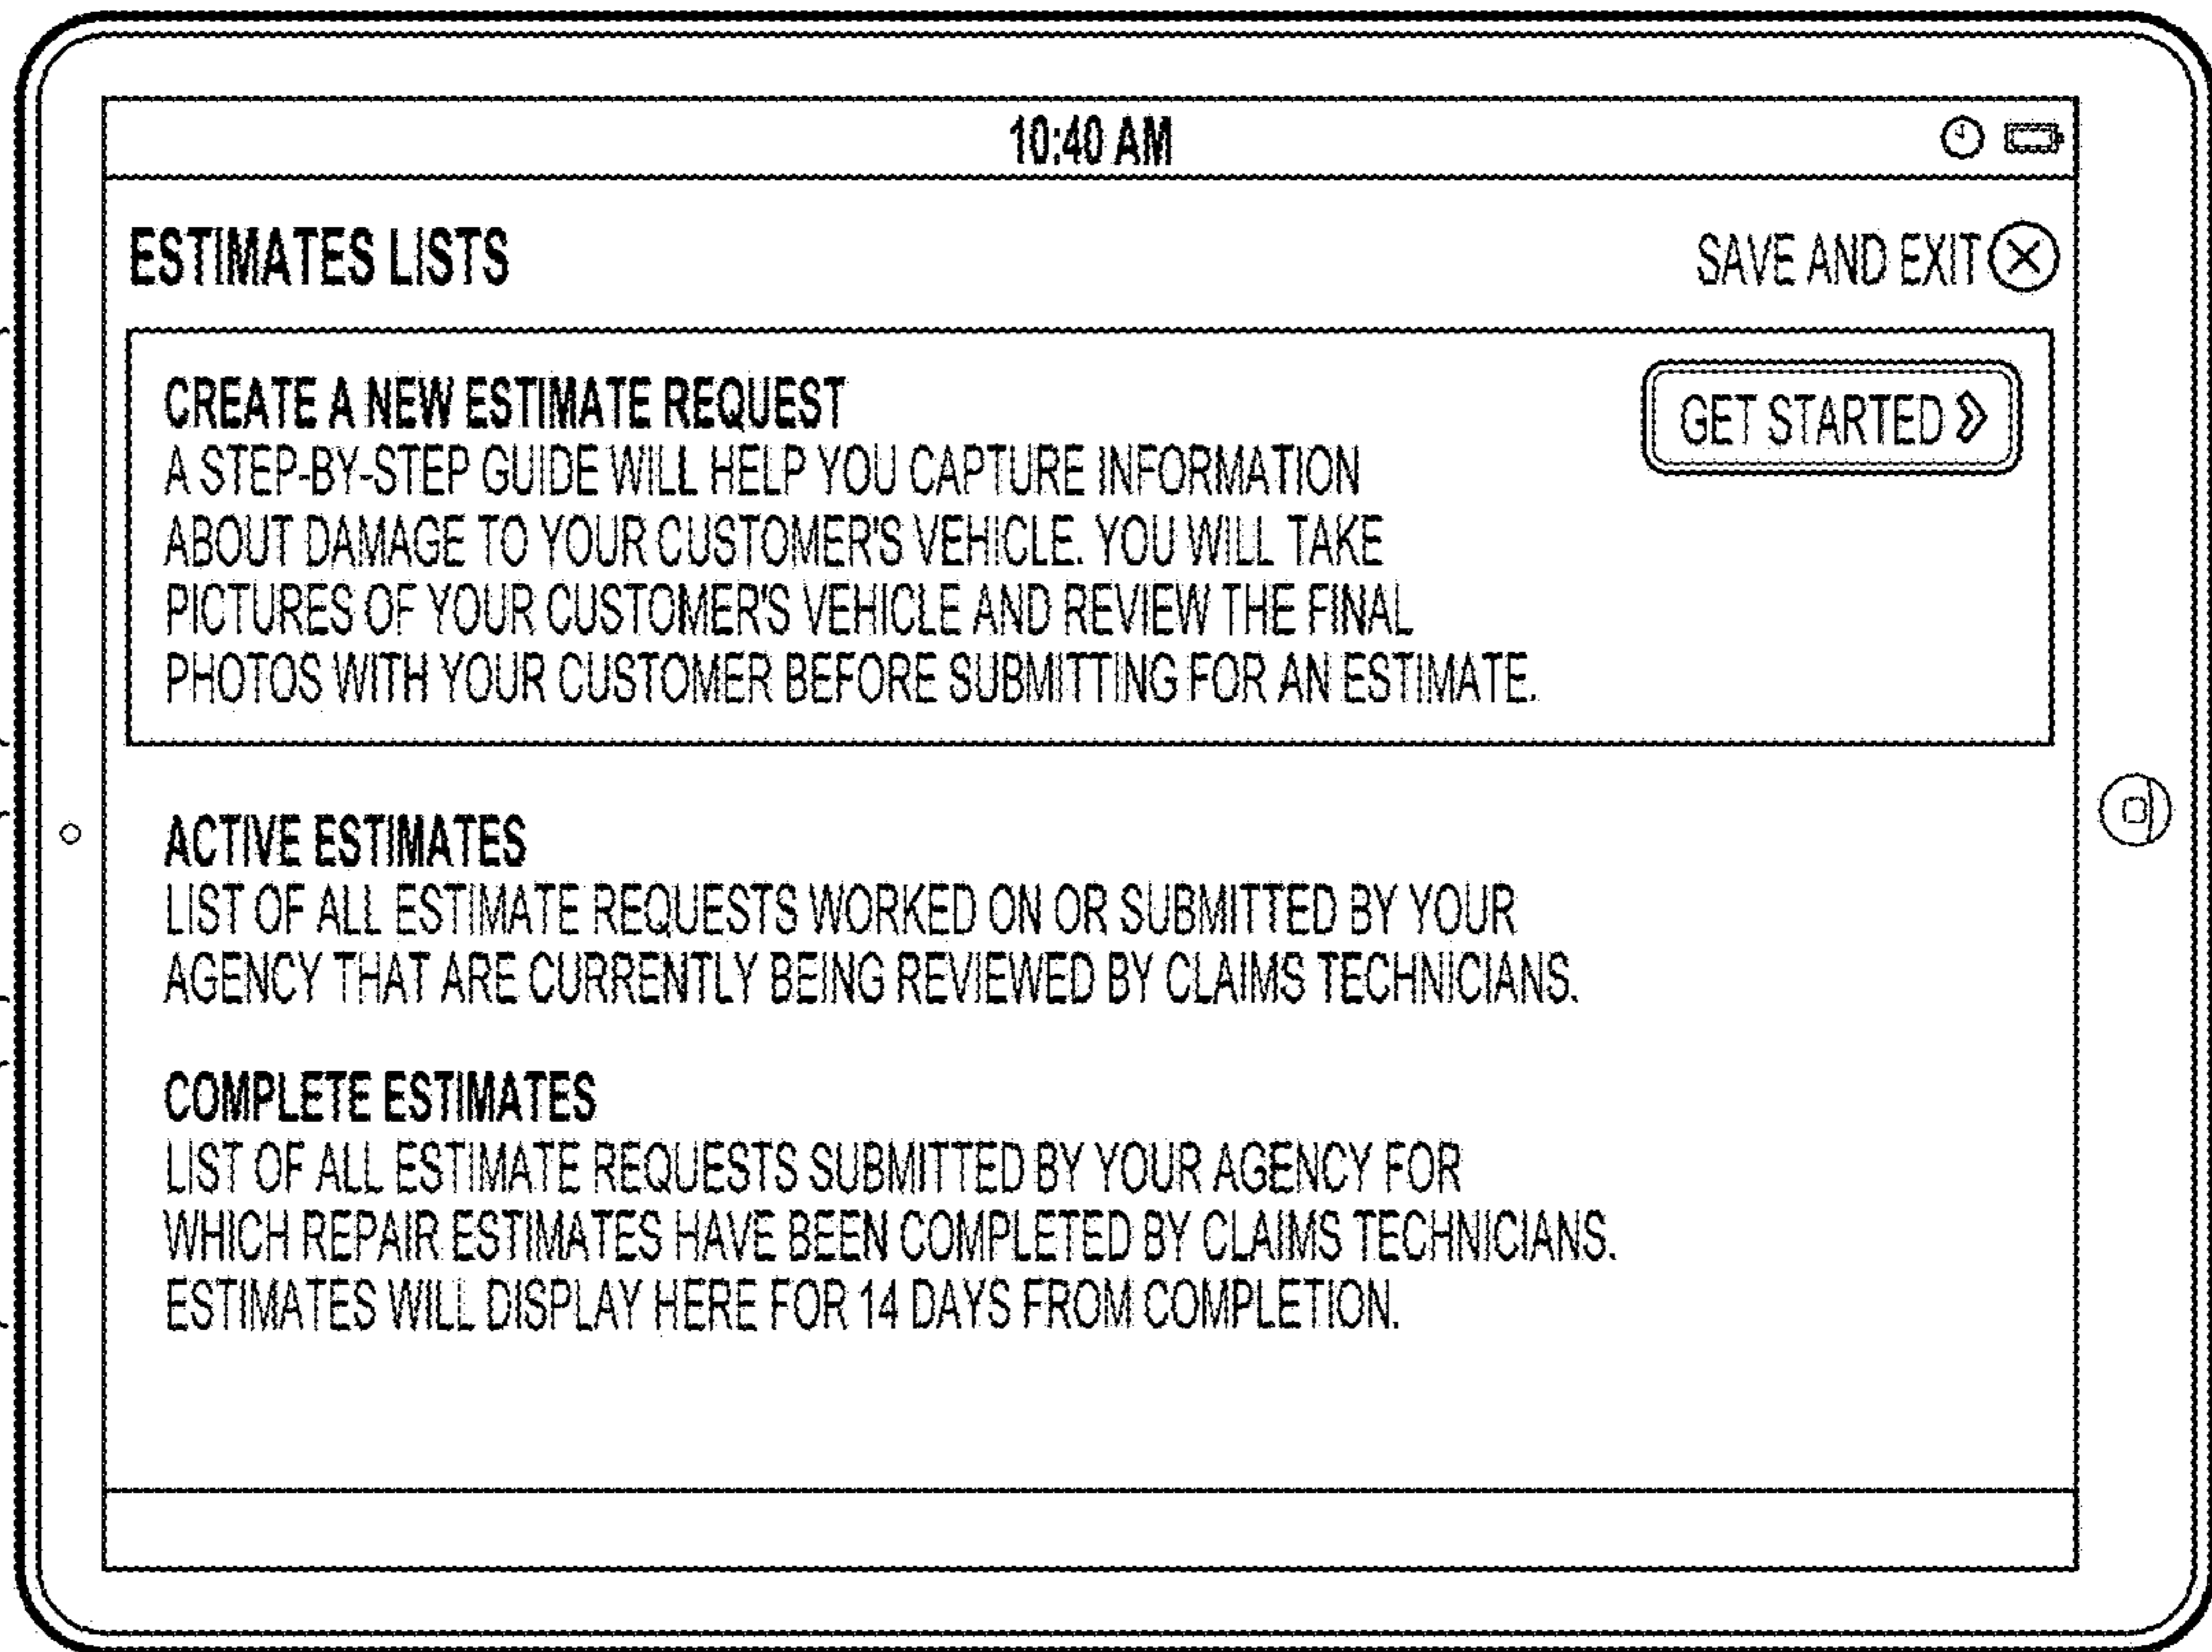 10:40 AM
ESTIMATES LISTS
SAVE AND EXIT
CREATE A NEW ESTIMATE REQUEST
GET STARTED
A STEP-BY-STEP GUIDE WILL HELP YOU CAPTURE INFORMATION
ABOUT DAMAGE TO YOUR CUSTOMER'S VEHICLE. YOU WILL TAKE
PICTURES OF YOUR CUSTOMER'S VEHICLE AND REVIEW THE FINAL
PHOTOS WITH YOUR CUSTOMER BEFORE SUBMITTING FOR AN ESTIMATE.
ACTIVE ESTIMATES
LIST OF ALL ESTIMATE REQUESTS WORKED ON OR SUBMITTED BY YOUR
AGENCY THAT ARE CURRENTLY BEING REVIEWED BY CLAIMS TECHNICIANS.
COMPLETE ESTIMATES
LIST OF ALL ESTIMATE REQUESTS SUBMITTED BY YOUR AGENCY FOR
WHICH REPAIR ESTIMATES HAVE BEEN COMPLETED BY CLAIMS TECHNICIANS.
ESTIMATES WILL DISPLAY HERE FOR 14 DAYS FROM COMPLETION.